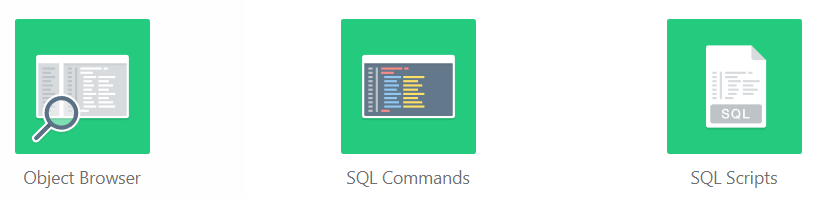 SQL
Object Browser
SQL Commands
SQL Scripts